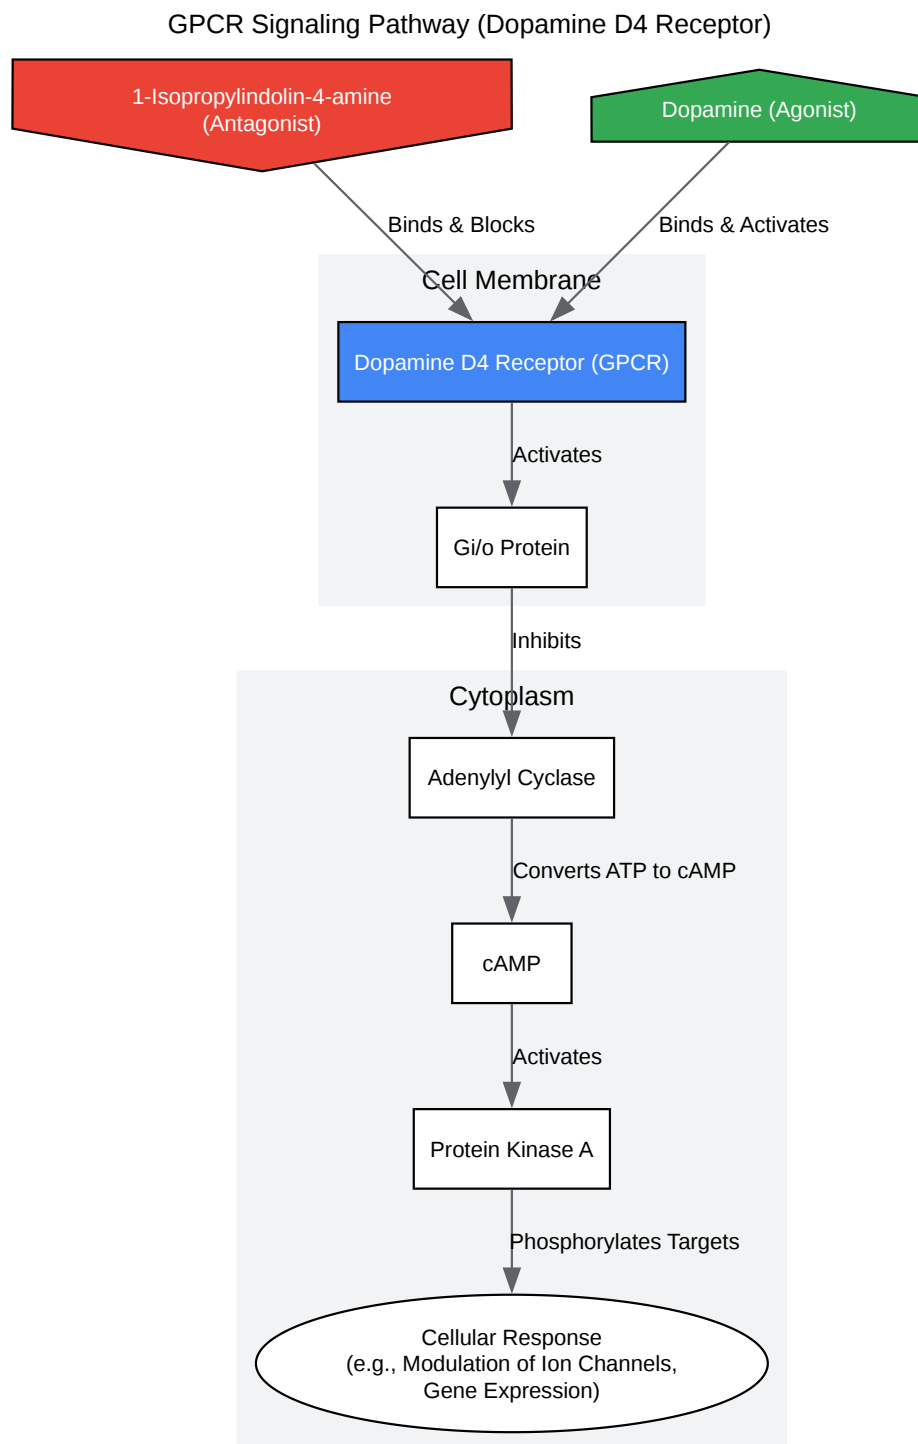 GPCR Signaling Pathway (Dopamine D4 Receptor)
1-Isopropylindolin-4-amine
(Antagonist)
Dopamine (Agonist)
Binds & Blocks
Binds & Activates
Cell Membrane
Dopamine D4 Receptor (GPCR)
Activates
Gi/o Protein
Inhibits
Cytoplasm
Adenylyl Cyclase
Converts ATP to cAMP
cAMP
Activates
Protein Kinase A
Phosphorylates Targets
Cellular Response
(e.g., Modulation of Ion Channels,
Gene Expression)